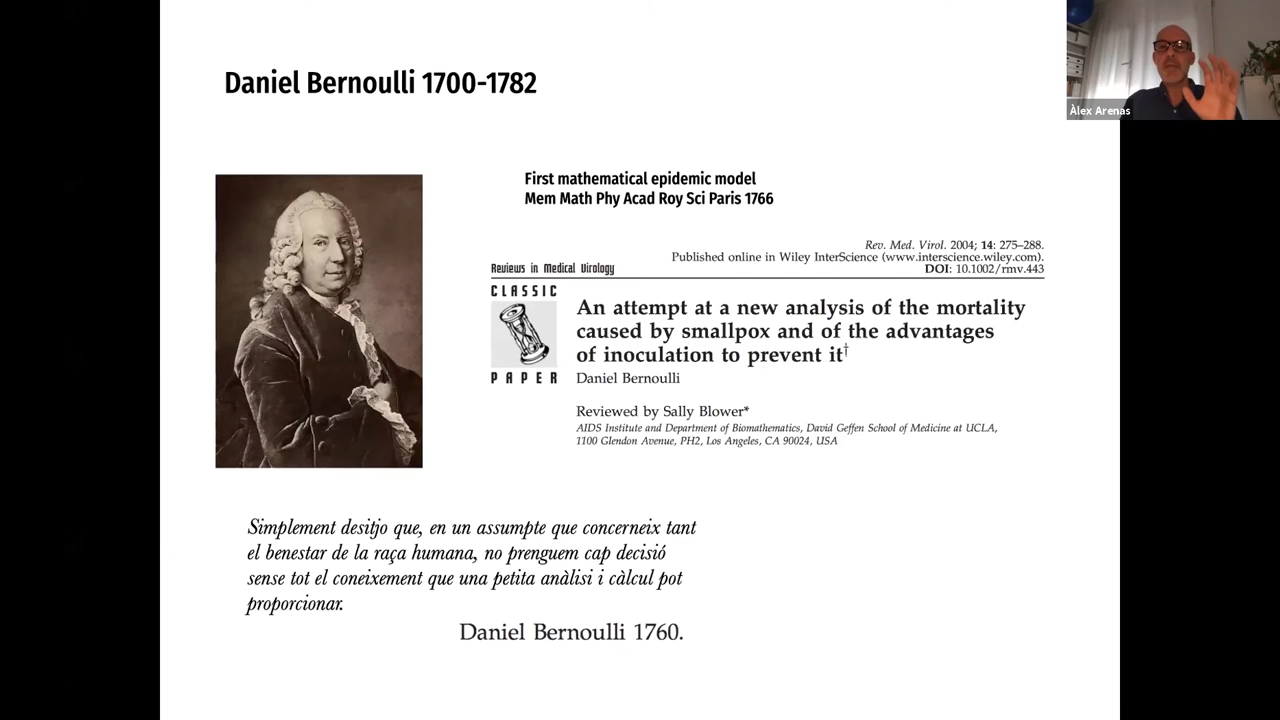 Daniel Bernoulli 1700-1782
Àlex Arenas
First mathematical epidemic model
Mem Math Phy Acad Roy Sci Paris 1766
Rev. Med. Virol. 2004; 14: 275–288.
Published online in Wiley InterScience (www.interscience.wiley.com).
Reviews in Medical Virology
DOI: 10.1002/rmv.443
CLASSIC
PAPER
An attempt at a new analysis of the mortality
caused by smallpox and of the advantages
of inoculation to prevent it†
Daniel Bernoulli
Reviewed by Sally Blower*
AIDS Institute and Department of Biomathematics, David Geffen School of Medicine at UCLA,
1100 Glendon Avenue, PH2, Los Angeles, CA 90024, USA
Simplement desitjo que, en un assumpte que concerneix tant
el benestar de la raça humana, no prenguem cap decisió
sense tot el coneixement que una petita anàlisi i càlcul pot
proporcionar.
Daniel Bernoulli 1760.